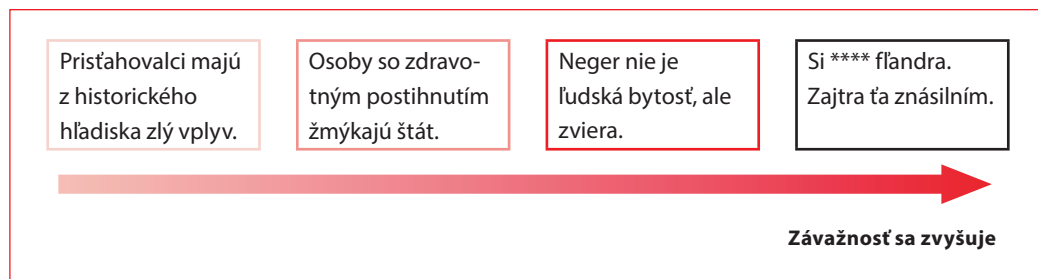 Prisťahovalci majú
z historického
hľadiska zlý vplyv.
Osoby so zdravo-
tným postihnutím
žmýkajú štát.
Neger nie je
ľudská bytosť, ale
zviera.
Si **** fľandra.
Zajtra ťa znásilním.
Závažnosť sa zvyšuje